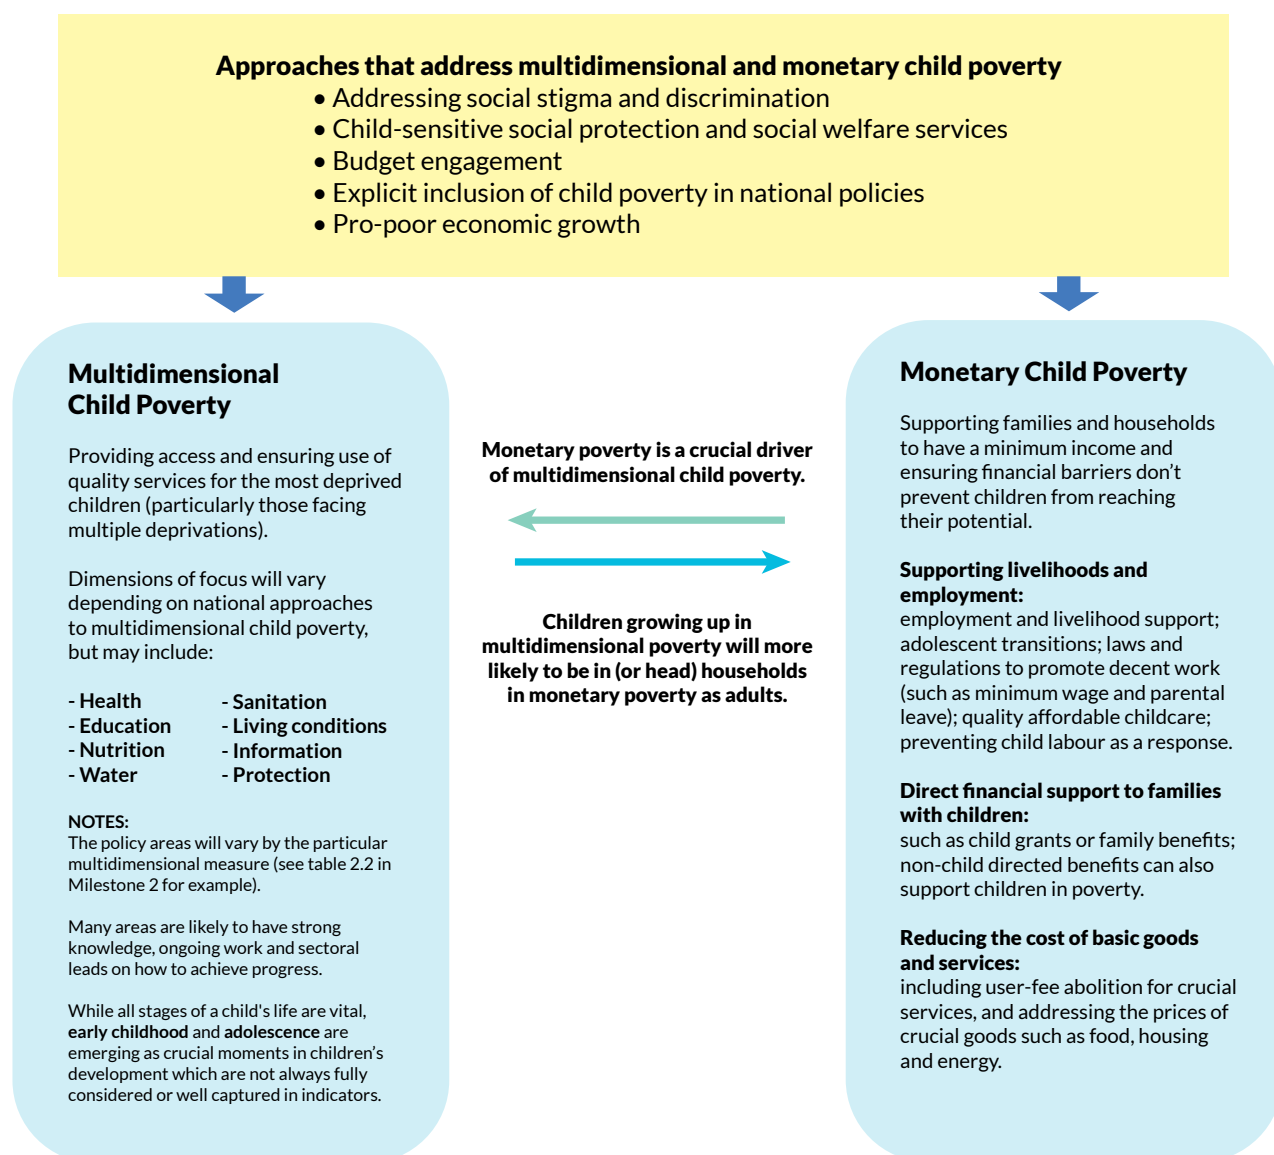 Approaches that address multidimensional and monetary child poverty
• Addressing social stigma and discrimination
• Child-sensitive social protection and social welfare services
• Budget engagement
• Explicit inclusion of child poverty in national policies
• Pro-poor economic growth
Multidimensional
Child Poverty
Providing access and ensuring use of
quality services for the most deprived
children (particularly those facing
multiple deprivations).
Dimensions of focus will vary
depending on national approaches
to multidimensional child poverty,
but may include:
- Health
- Education
- Nutrition
- Water
- Sanitation
- Living conditions
- Information
- Protection
NOTES:
The policy areas will vary by the particular
multidimensional measure (see table 2.2 in
Milestone 2 for example).
Many areas are likely to have strong
knowledge, ongoing work and sectoral
leads on how to achieve progress.
While all stages of a child's life are vital,
early childhood and adolescence are
emerging as crucial moments in children's
development which are not always fully
considered or well captured in indicators.
Monetary poverty is a crucial driver
of multidimensional child poverty.
Children growing up in
multidimensional poverty will more
likely to be in (or head) households
in monetary poverty as adults.
Monetary Child Poverty
Supporting families and households
to have a minimum income and
ensuring financial barriers don't
prevent children from reaching
their potential.
Supporting livelihoods and
employment:
employment and livelihood support;
adolescent transitions; laws and
regulations to promote decent work
(such as minimum wage and parental
leave); quality affordable childcare;
preventing child labour as a response.
Direct financial support to families
with children:
such as child grants or family benefits;
non-child directed benefits can also
support children in poverty.
Reducing the cost of basic goods
and services:
including user-fee abolition for crucial
services, and addressing the prices of
crucial goods such as food, housing
and energy.